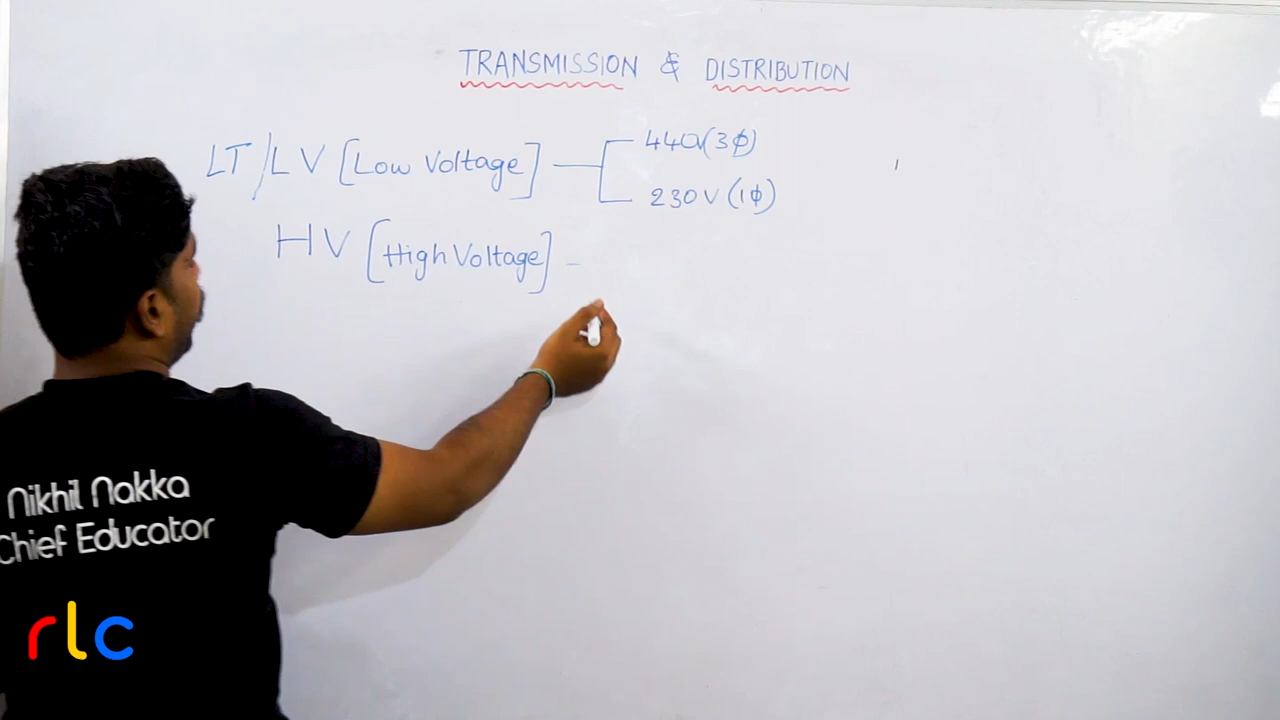 TRANSMISSION & DISTRIBUTION
LT/LV [Low Voltage] — 440V(3ϕ)
230V(1ϕ)
HV [High Voltage] -
Nikhil Nakka
Chief Educator
rlc